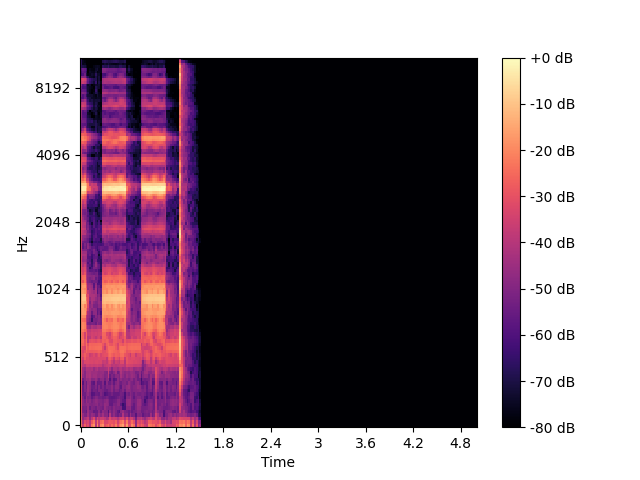 8192
4096
2048
1024
512
0
Hz
0 0.6 1.2 1.8 2.4 3 3.6 4.2 4.8
Time
+0 dB
-10 dB
-20 dB
-30 dB
-40 dB
-50 dB
-60 dB
-70 dB
-80 dB